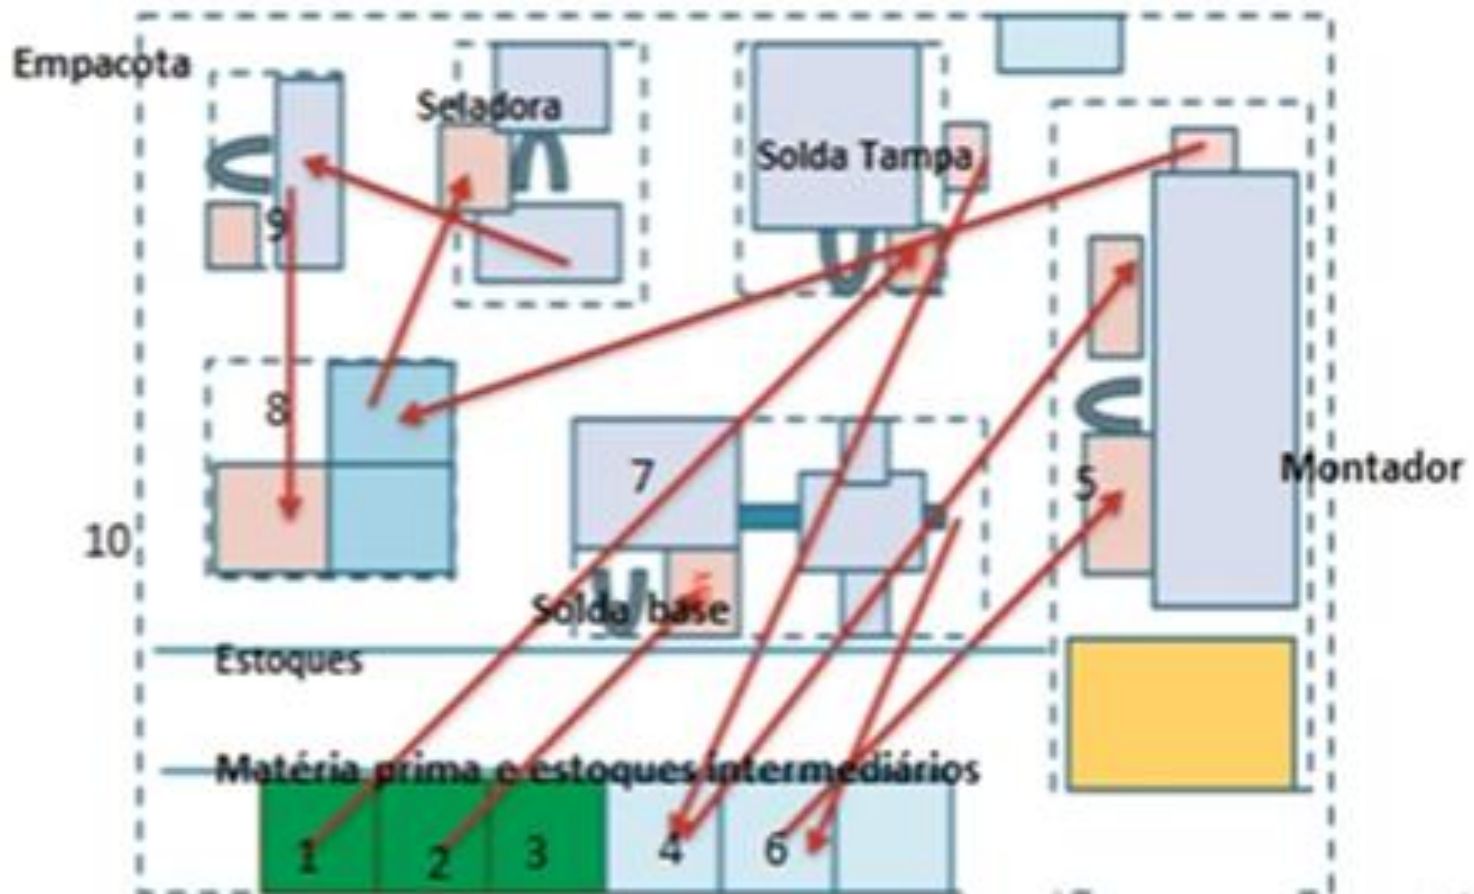 Empacota
Seladora
Solda Tampa
9
8
7
Montador
5
10
Solda base
Estoques
Matéria prima e estoques intermediários
1 2 3 4 6